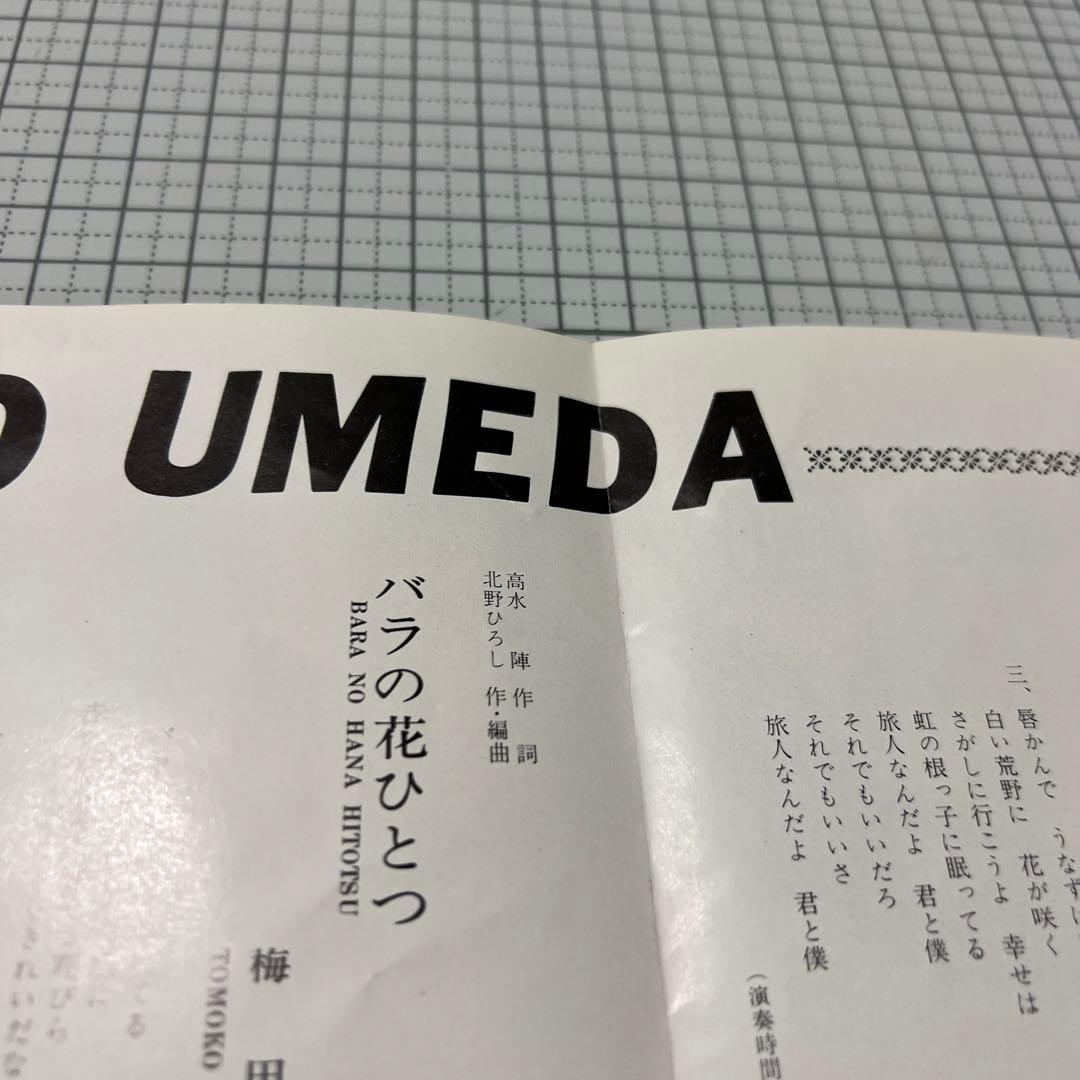 UMEDA
三、唇かんで　うなずけ
白い荒野に　花が咲く
さがしに行こうよ　幸せは
虹の根っ子に眠ってる
旅人なんだよ　君と僕
それでもいいだろ
それでもいいさ
旅人なんだよ　君と僕
（演奏時間
高水　陣　作　詞
北野ひろし　作・編曲
バラの花ひとつ
BARA NO HANA HITOTSU
梅　田
TOMOKO